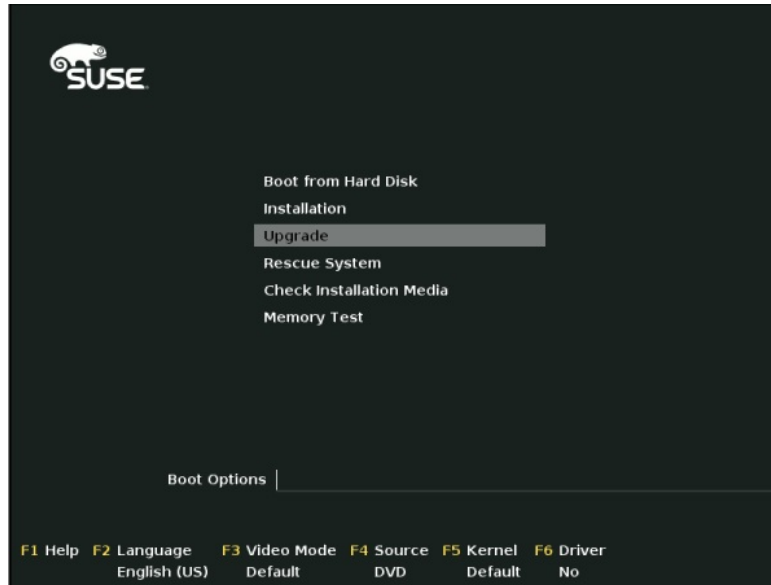 SUSE
Boot from Hard Disk
Installation
Upgrade
Rescue System
Check Installation Media
Memory Test
Boot Options
F1 Help F2 Language F3 Video Mode F4 Source F5 Kernel F6 Driver
English (US) Default DVD Default No